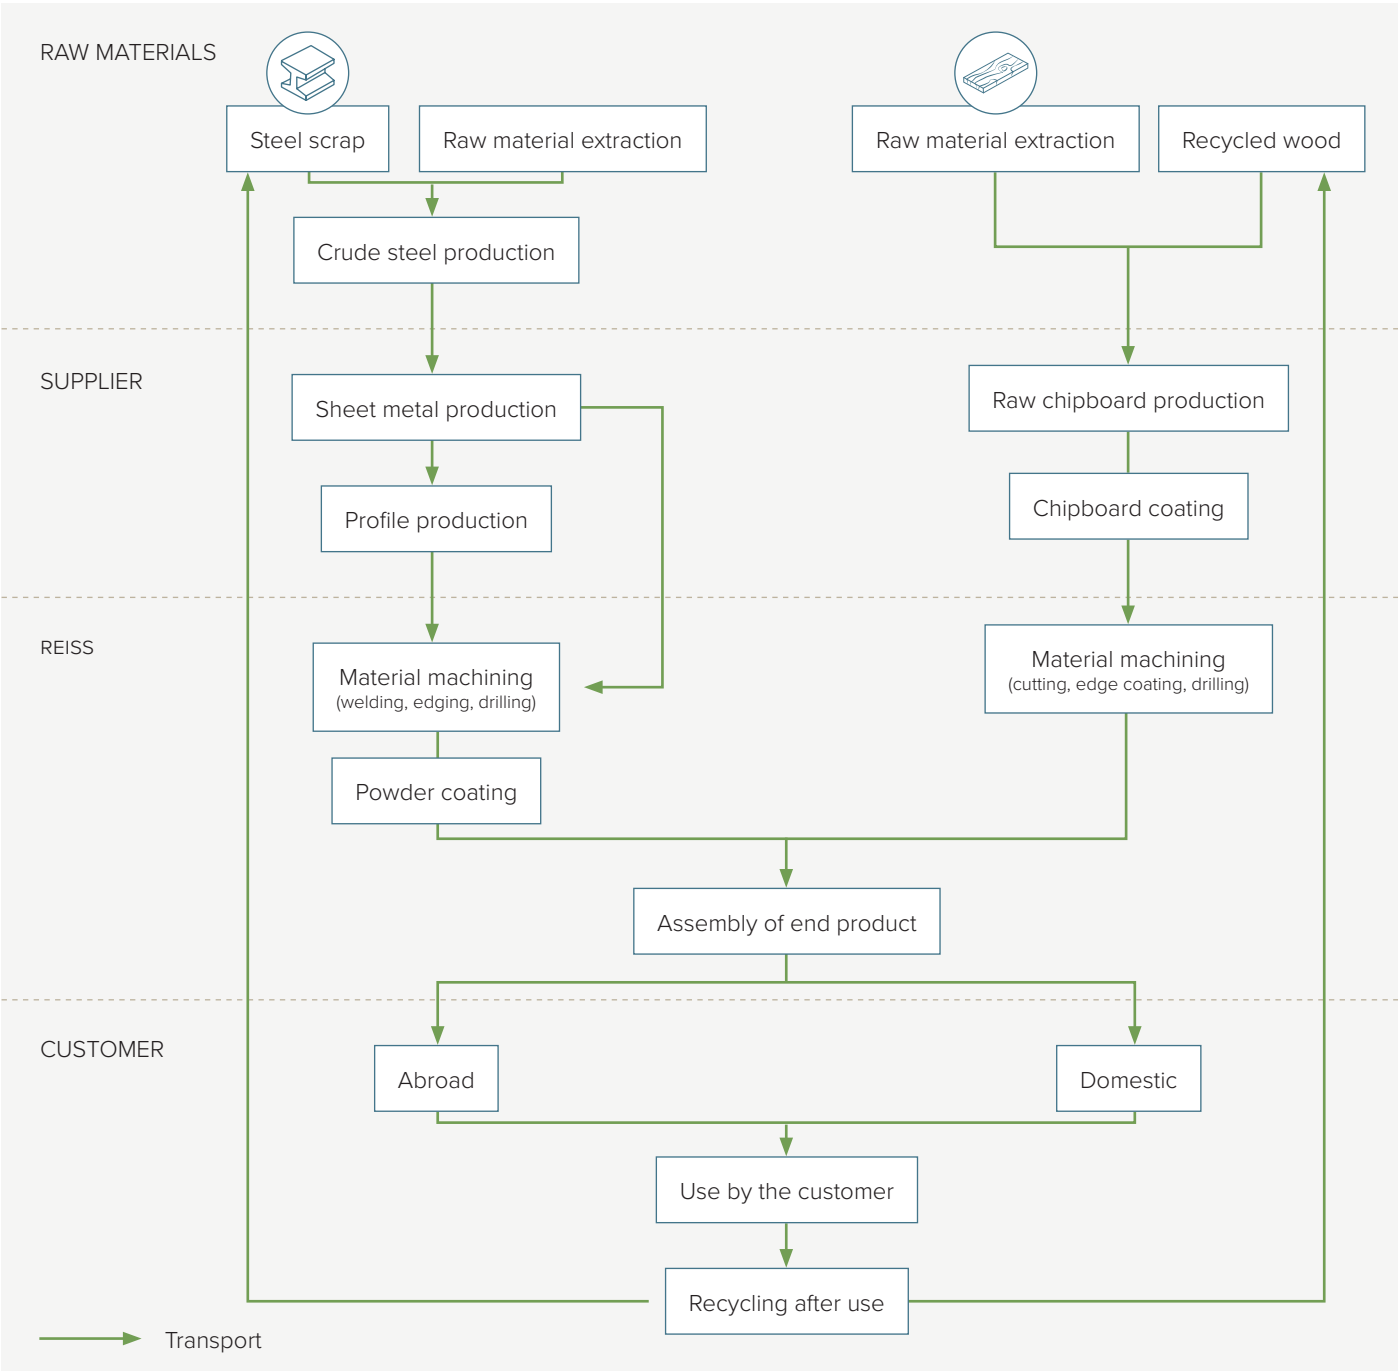 RAW MATERIALS
Steel scrap
Raw material extraction
Raw material extraction
Recycled wood
Crude steel production
SUPPLIER
Sheet metal production
Raw chipboard production
Profile production
Chipboard coating
REISS
Material machining
(welding, edging, drilling)
Material machining
(cutting, edge coating, drilling)
Powder coating
Assembly of end product
CUSTOMER
Abroad
Domestic
Use by the customer
Recycling after use
Transport